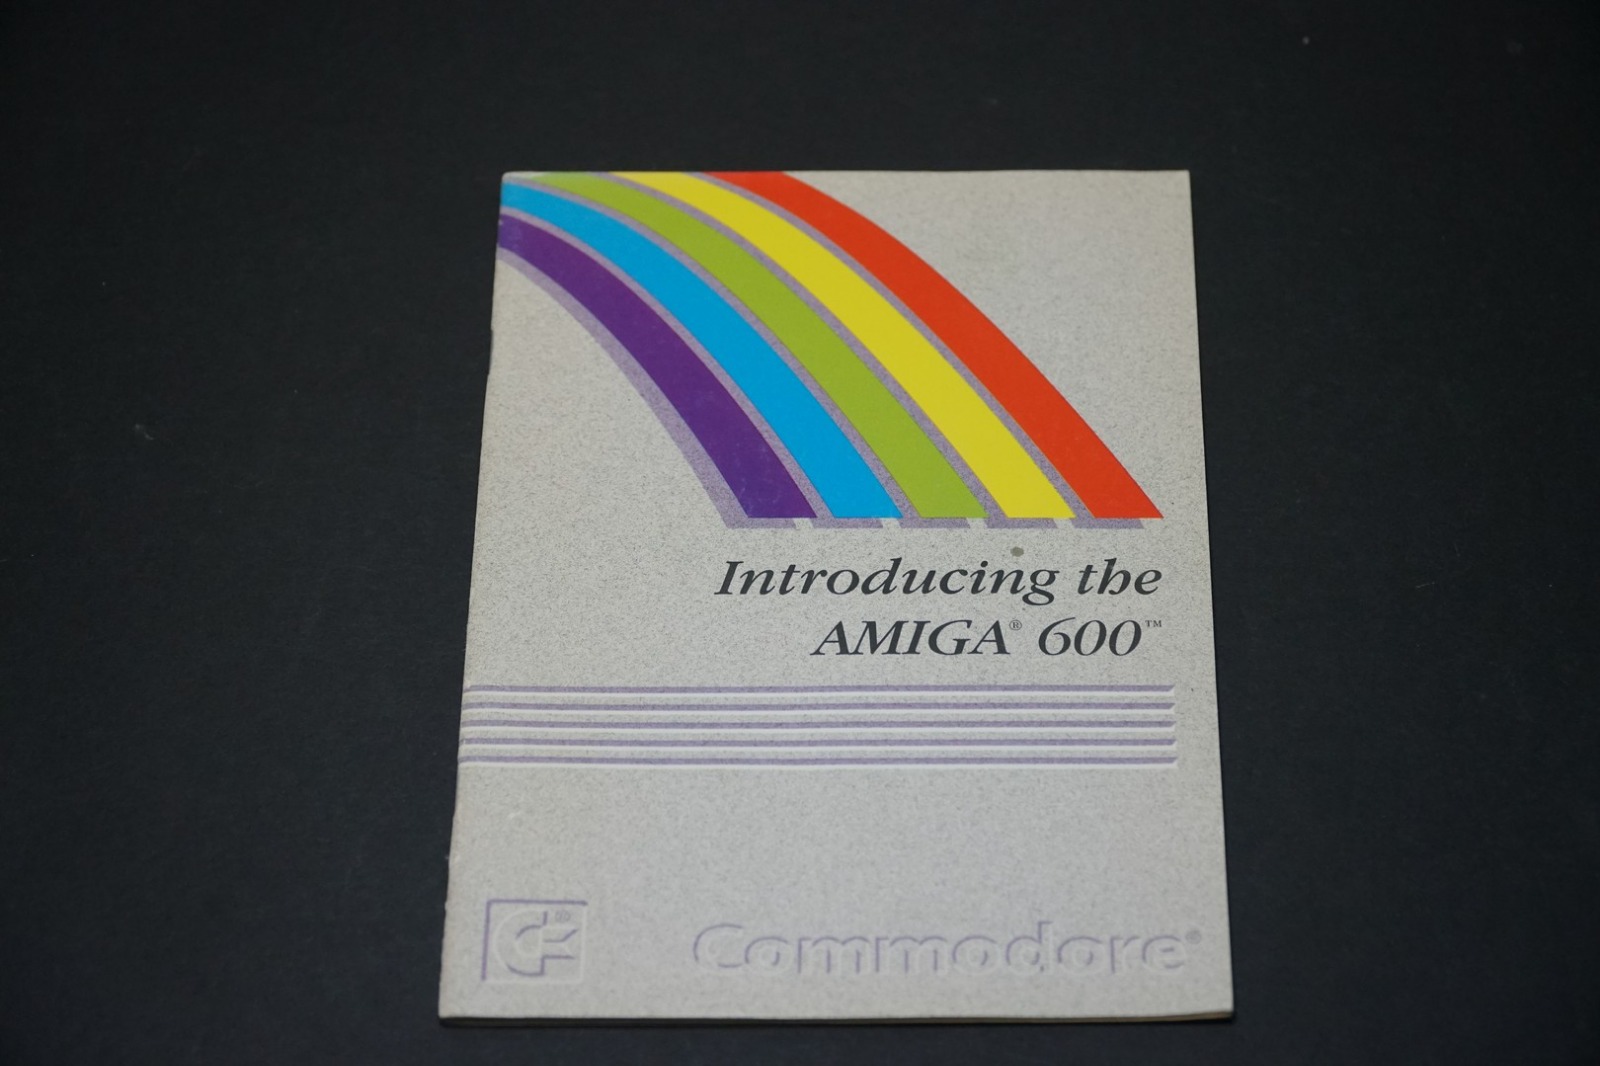 Introducing the
AMIGA® 600™
Commodore®